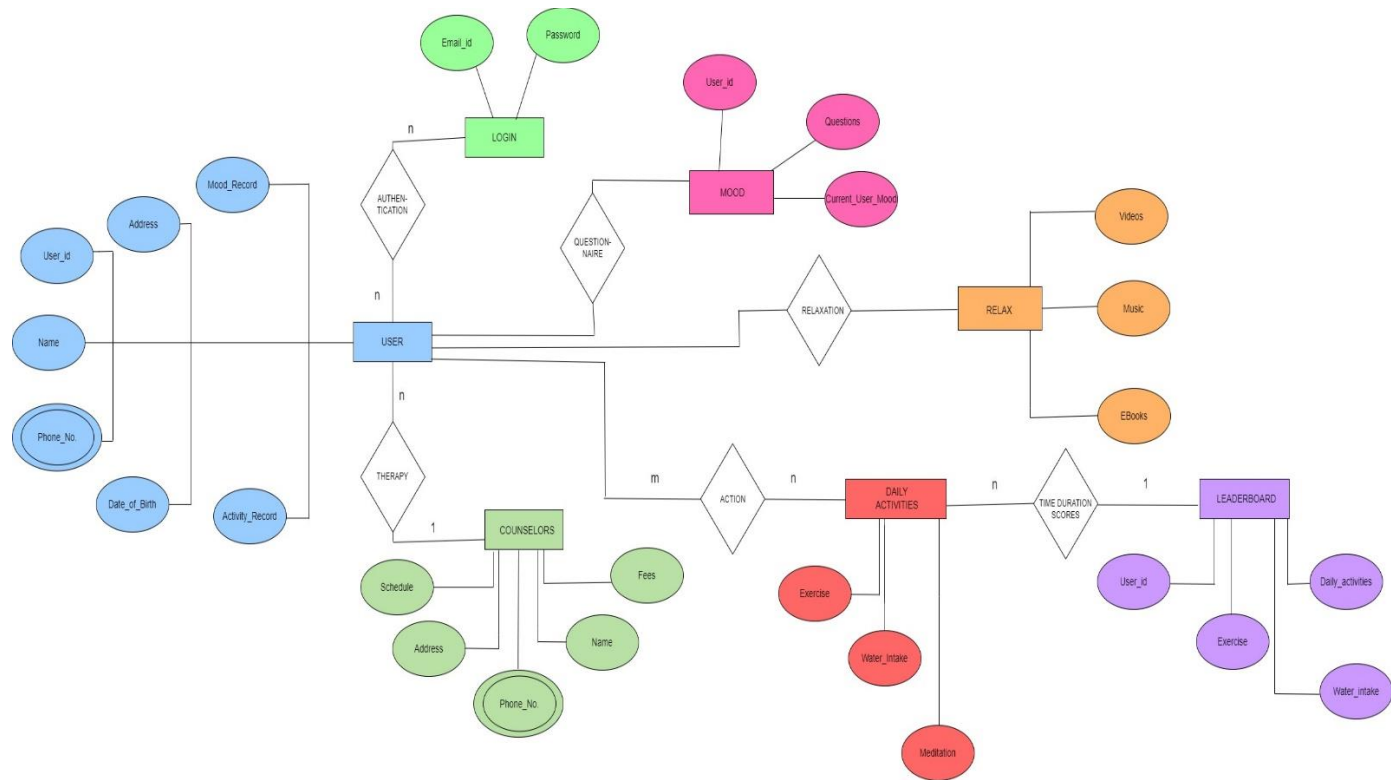 Email_id
Password
User_id
Questions
n
LOGIN
MOOD
Mood_Record
AUTHEN-
TICATION
Current_User_Mood
Address
Videos
User_id
QUESTION-
NAIRE
n
RELAXATION
RELAX
Music
Name
USER
n
EBooks
Phone_No.
THERAPY
m
ACTION
n
DAILY
ACTIVITIES
n
TIME DURATION
SCORES
1
LEADERBOARD
Date_of_Birth
Activity_Record
1
COUNSELORS
Schedule
Fees
Exercise
User_id
Daily_activities
Address
Name
Water_Intake
Exercise
Phone_No.
Water_intake
Meditation